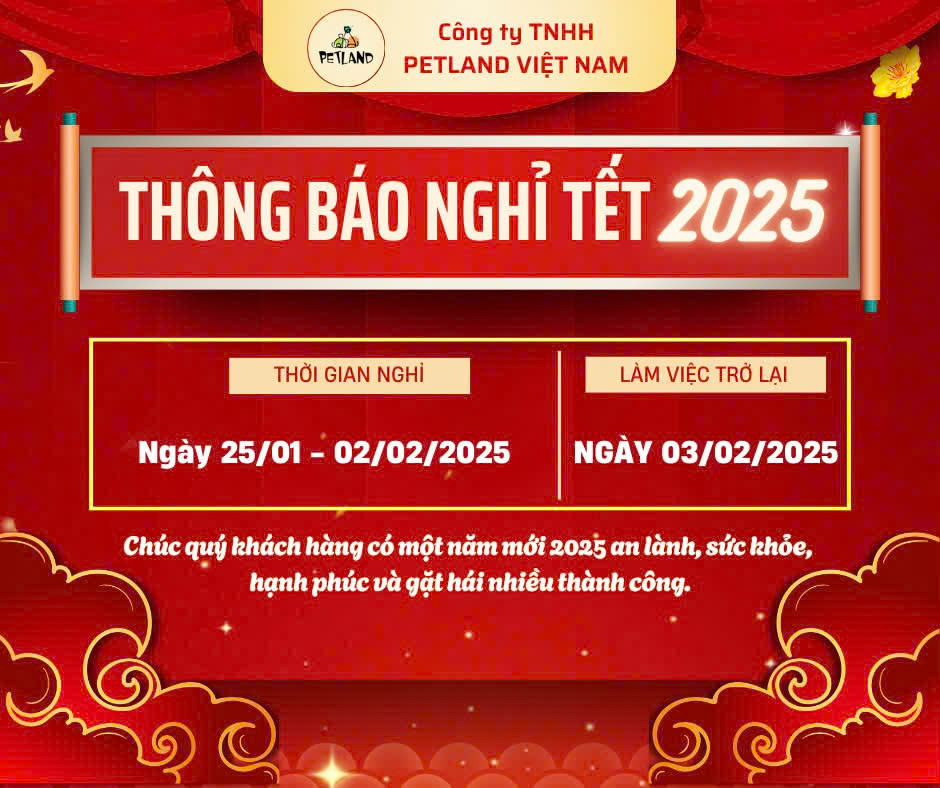 PETLAND
Công ty TNHH
PETLAND VIỆT NAM
THÔNG BÁO NGHỈ TẾT 2025
THỜI GIAN NGHỈ
Ngày 25/01 – 02/02/2025
LÀM VIỆC TRỞ LẠI
NGÀY 03/02/2025
Chúc quý khách hàng có một năm mới 2025 an lành, sức khỏe,
hạnh phúc và gặt hái nhiều thành công.